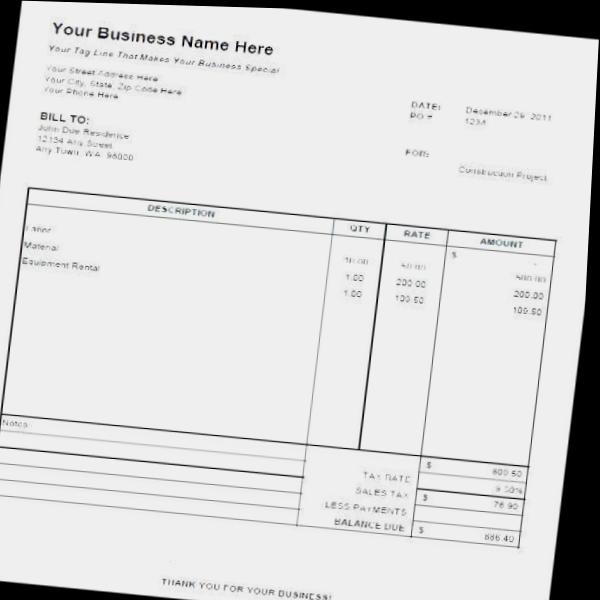 Your Business Name Here
Your Tag Line That Makes Your Business Special
Your Street Address Here
Your City, State, Zip Code Here
Your Phone Here
DATE: December 29, 2011
PO # 1234
BILL TO:
John Doe Residence
12134 Any Street
Any Town, WA 98000
FOR:
Construction Project
DESCRIPTION QTY RATE AMOUNT
$ -
Labor 10.00 50.00 500.00
Material 1.00 200.00 200.00
Equipment Rental 1.00 109.50 109.50
Notes:
$ 809.50
TAX RATE 9.50%
SALES TAX $ 76.90
LESS PAYMENTS
BALANCE DUE $ 886.40
THANK YOU FOR YOUR BUSINESS!